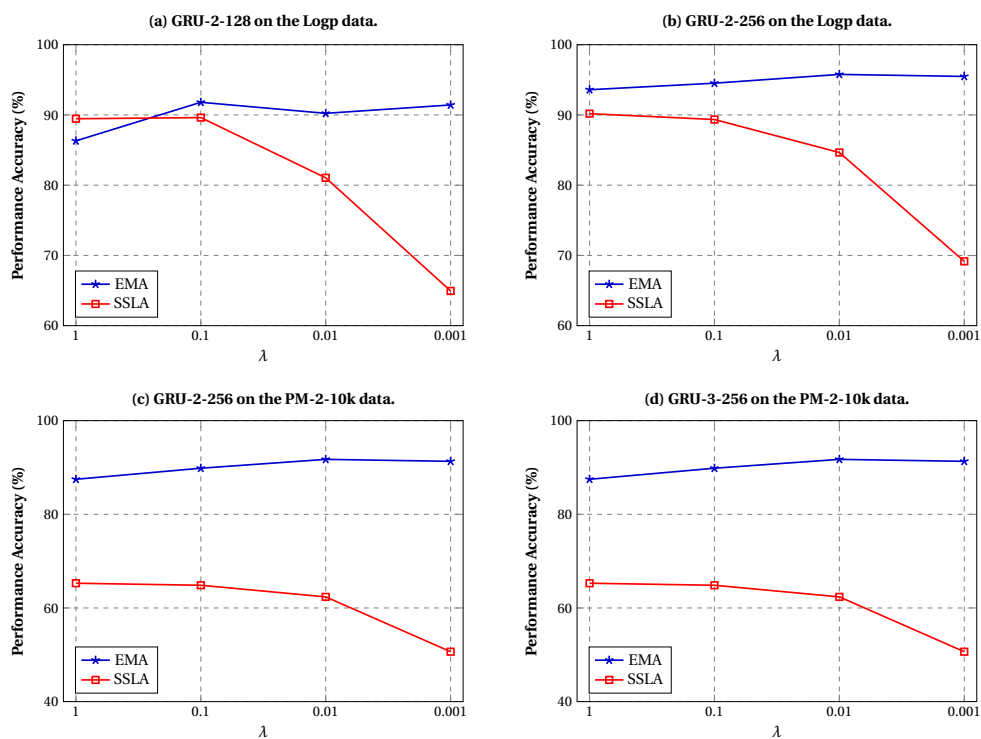 (a) GRU-2-128 on the Logp data.
Performance Accuracy (%)
100
90
80
70
60
1
0.1
0.01
0.001
λ
EMA
SSLA
(b) GRU-2-256 on the Logp data.
Performance Accuracy (%)
100
90
80
70
60
1
0.1
0.01
0.001
λ
EMA
SSLA
(c) GRU-2-256 on the PM-2-10k data.
Performance Accuracy (%)
100
80
60
40
1
0.1
0.01
0.001
λ
EMA
SSLA
(d) GRU-3-256 on the PM-2-10k data.
Performance Accuracy (%)
100
80
60
40
1
0.1
0.01
0.001
λ
EMA
SSLA